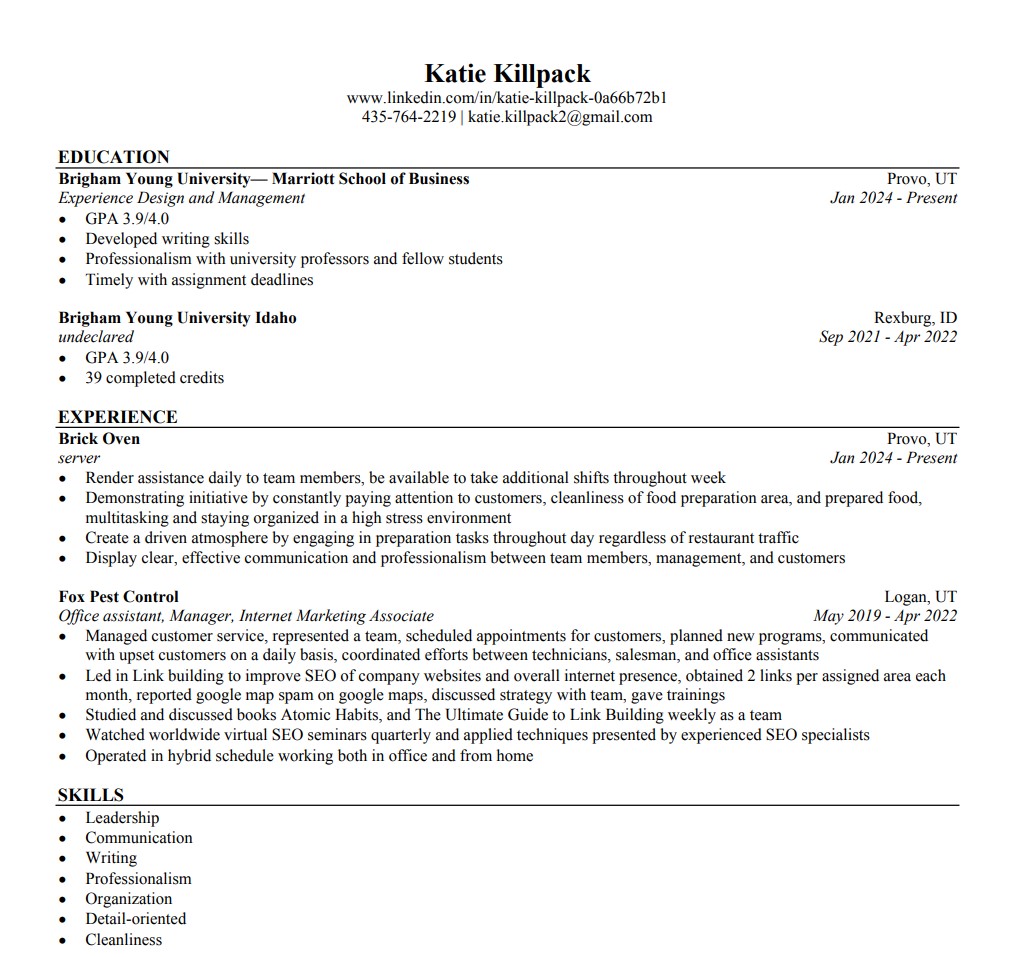 Katie Killpack
www.linkedin.com/in/katie-killpack-0a66b72b1
435-764-2219 | katie.killpack2@gmail.com
EDUCATION
Brigham Young University— Marriott School of Business Provo, UT
Experience Design and Management Jan 2024 - Present
• GPA 3.9/4.0
• Developed writing skills
• Professionalism with university professors and fellow students
• Timely with assignment deadlines
Brigham Young University Idaho Rexburg, ID
undeclared Sep 2021 - Apr 2022
• GPA 3.9/4.0
• 39 completed credits
EXPERIENCE
Brick Oven Provo, UT
server Jan 2024 - Present
• Render assistance daily to team members, be available to take additional shifts throughout week
• Demonstrating initiative by constantly paying attention to customers, cleanliness of food preparation area, and prepared food,
multitasking and staying organized in a high stress environment
• Create a driven atmosphere by engaging in preparation tasks throughout day regardless of restaurant traffic
• Display clear, effective communication and professionalism between team members, management, and customers
Fox Pest Control Logan, UT
Office assistant, Manager, Internet Marketing Associate May 2019 - Apr 2022
• Managed customer service, represented a team, scheduled appointments for customers, planned new programs, communicated
with upset customers on a daily basis, coordinated efforts between technicians, salesman, and office assistants
• Led in Link building to improve SEO of company websites and overall internet presence, obtained 2 links per assigned area each
month, reported google map spam on google maps, discussed strategy with team, gave trainings
• Studied and discussed books Atomic Habits, and The Ultimate Guide to Link Building weekly as a team
• Watched worldwide virtual SEO seminars quarterly and applied techniques presented by experienced SEO specialists
• Operated in hybrid schedule working both in office and from home
SKILLS
• Leadership
• Communication
• Writing
• Professionalism
• Organization
• Detail-oriented
• Cleanliness